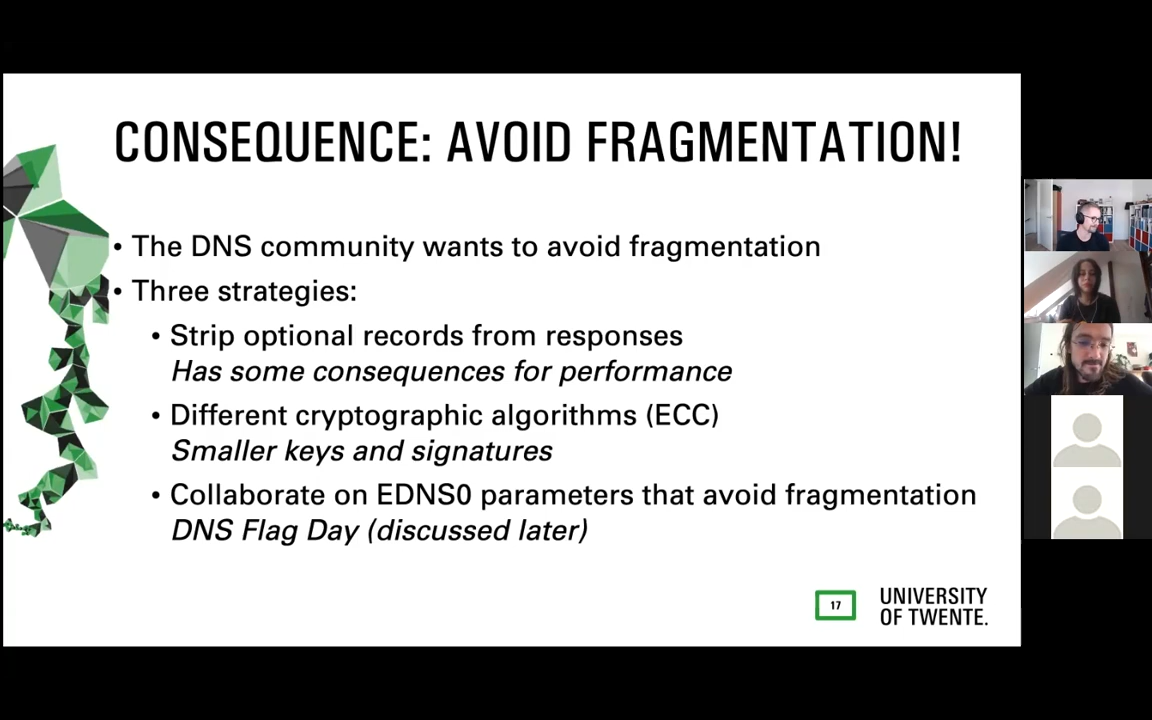 CONSEQUENCE: AVOID FRAGMENTATION!
• The DNS community wants to avoid fragmentation
• Three strategies:
• Strip optional records from responses
Has some consequences for performance
• Different cryptographic algorithms (ECC)
Smaller keys and signatures
• Collaborate on EDNS0 parameters that avoid fragmentation
DNS Flag Day (discussed later)
17
UNIVERSITY
OF TWENTE.